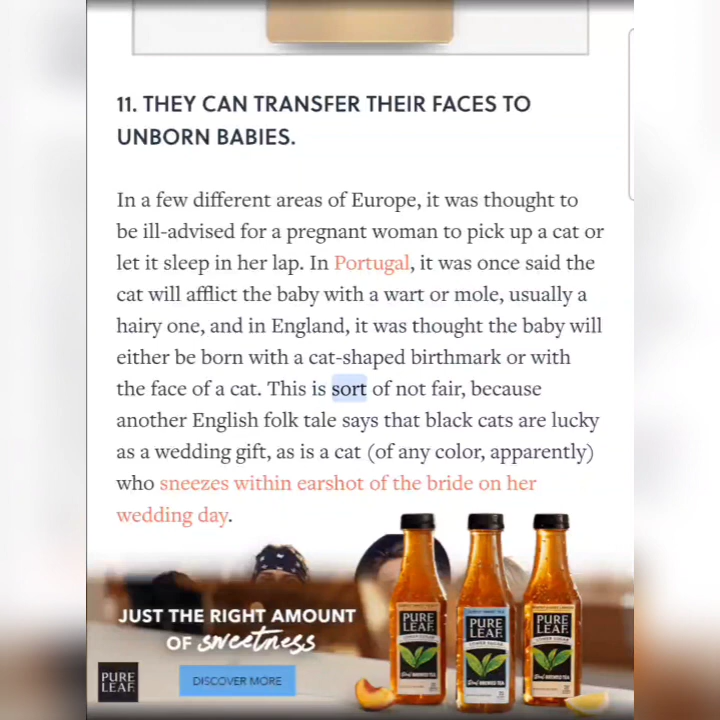 11. THEY CAN TRANSFER THEIR FACES TO
UNBORN BABIES.
In a few different areas of Europe, it was thought to
be ill-advised for a pregnant woman to pick up a cat or
let it sleep in her lap. In Portugal, it was once said the
cat will afflict the baby with a wart or mole, usually a
hairy one, and in England, it was thought the baby will
either be born with a cat-shaped birthmark or with
the face of a cat. This is sort of not fair, because
another English folk tale says that black cats are lucky
as a wedding gift, as is a cat (of any color, apparently)
who sneezes within earshot of the bride on her
wedding day.
JUST THE RIGHT AMOUNT
OF sweetness
PURE
LEAF
DISCOVER MORE
PURE
LEAF
PURE
LEAF
PURE
LEAF